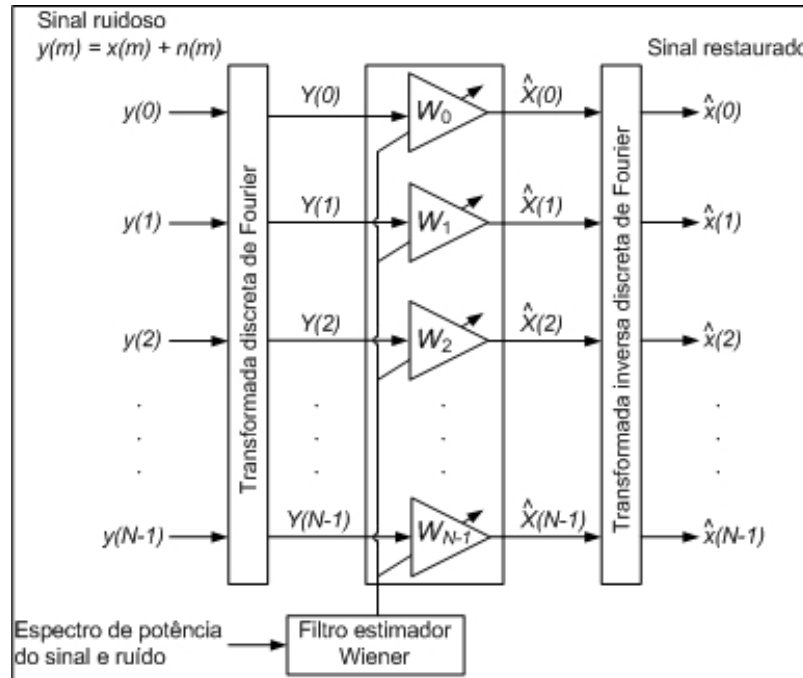 Sinal ruidoso
y(m) = x(m) + n(m)
Sinal restaurado
y(0)
Y(0)
W₀
X̂(0)
x̂(0)
y(1)
Y(1)
W₁
X̂(1)
x̂(1)
y(2)
Y(2)
W₂
X̂(2)
x̂(2)
. . . . .
. . . . .
. . . . .
y(N-1)
Y(N-1)
W_N-1
X̂(N-1)
x̂(N-1)
Transformada discreta de Fourier
Transformada inversa discreta de Fourier
Espectro de potência
do sinal e ruído
Filtro estimador
Wiener